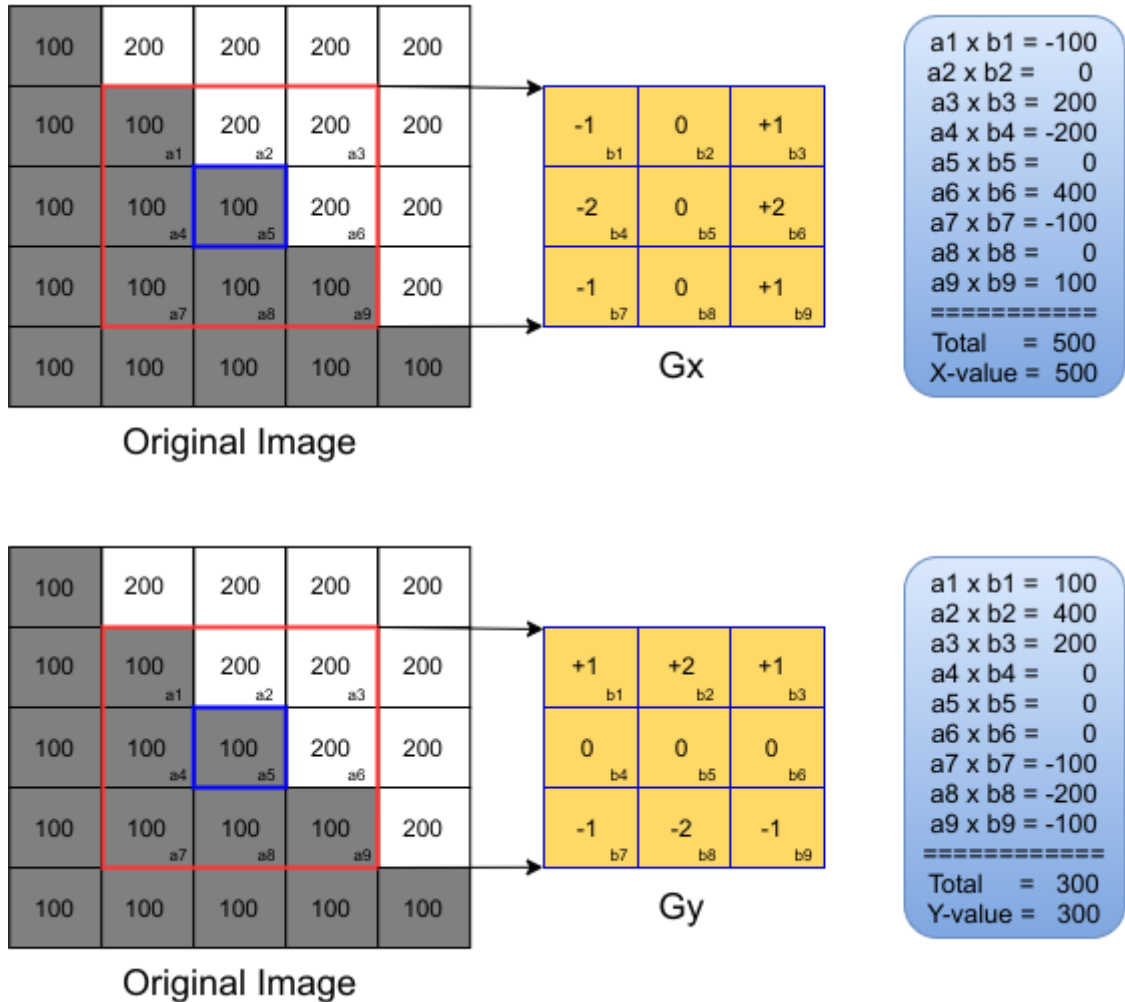 100 200 200 200 200
100 100 200 200 200
a1 a2 a3
100 100 100 200 200
a4 a5 a6
100 100 100 100 200
a7 a8 a9
100 100 100 100 100
Original Image
-1 0 +1
b1 b2 b3
-2 0 +2
b4 b5 b6
-1 0 +1
b7 b8 b9
Gx
a1 x b1 = -100
a2 x b2 = 0
a3 x b3 = 200
a4 x b4 = -200
a5 x b5 = 0
a6 x b6 = 400
a7 x b7 = -100
a8 x b8 = 0
a9 x b9 = 100
===========
Total = 500
X-value = 500
100 200 200 200 200
100 100 200 200 200
a1 a2 a3
100 100 100 200 200
a4 a5 a6
100 100 100 100 200
a7 a8 a9
100 100 100 100 100
Original Image
+1 +2 +1
b1 b2 b3
0 0 0
b4 b5 b6
-1 -2 -1
b7 b8 b9
Gy
a1 x b1 = 100
a2 x b2 = 400
a3 x b3 = 200
a4 x b4 = 0
a5 x b5 = 0
a6 x b6 = 0
a7 x b7 = -100
a8 x b8 = -200
a9 x b9 = -100
============
Total = 300
Y-value = 300